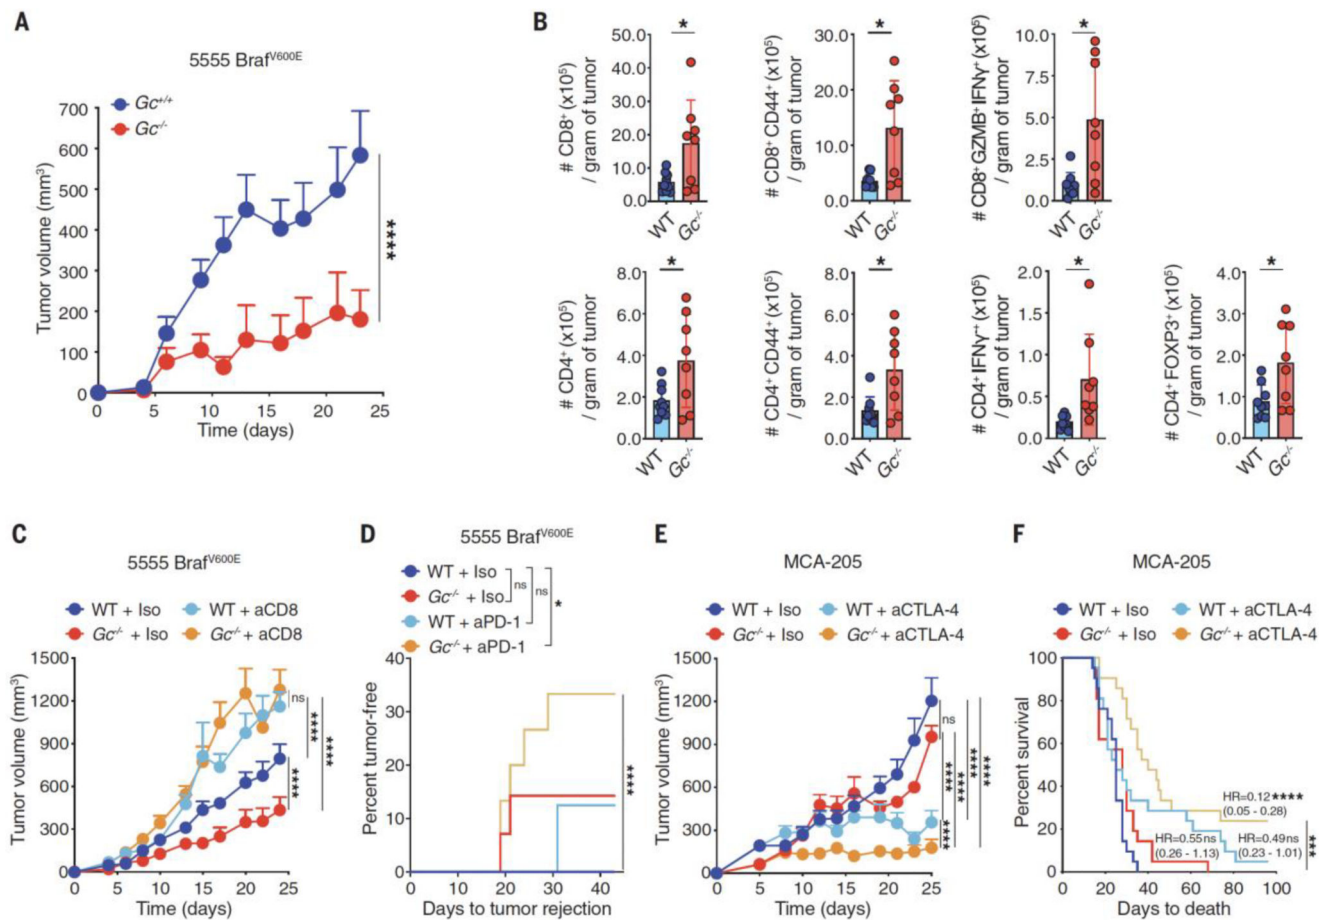 A
5555 Braf^V600E
Gc+/+
Gc-/-
Tumor volume (mm³)
700
600
500
400
300
200
100
0
0 5 10 15 20 25
Time (days)
****
B
# CD8⁺ (x10⁵)
/ gram of tumor
50.0
40.0
30.0
20.0
10.0
0.0
*
WT
Gc-/-
# CD8⁺ CD44⁺ (x10⁵)
/ gram of tumor
30.0
20.0
10.0
0.0
*
WT
Gc-/-
# CD8⁺ GZMB⁺ IFNγ⁺ (x10⁵)
/ gram of tumor
10.0
7.5
5.0
2.5
0.0
*
WT
Gc-/-
# CD4⁺ (x10⁵)
/ gram of tumor
8.0
6.0
4.0
2.0
0.0
*
WT
Gc-/-
# CD4⁺ CD44⁺ (x10⁵)
/ gram of tumor
8.0
6.0
4.0
2.0
0.0
*
WT
Gc-/-
# CD4⁺ IFNγ⁺ (x10⁵)
/ gram of tumor
2.0
1.5
1.0
0.5
0.0
*
WT
Gc-/-
# CD4⁺ FOXP3⁺ (x10⁵)
/ gram of tumor
4.0
3.0
2.0
1.0
0.0
*
WT
Gc-/-
C
5555 Braf^V600E
WT + Iso WT + aCD8
Gc-/- + Iso Gc-/- + aCD8
Tumor volume (mm³)
1500
1200
900
600
300
0
0 5 10 15 20 25
Time (days)
ns
****
****
****
D
5555 Braf^V600E
WT + Iso
Gc-/- + Iso
WT + aPD-1
Gc-/- + aPD-1
ns
ns
*
Percent tumor-free
40
30
20
10
0
0 10 20 30 40
Days to tumor rejection
****
E
MCA-205
WT + Iso WT + aCTLA-4
Gc-/- + Iso Gc-/- + aCTLA-4
Tumor volume (mm³)
1500
1200
900
600
300
0
0 5 10 15 20 25
Time (days)
ns
****
****
****
****
****
F
MCA-205
WT + Iso WT + aCTLA-4
Gc-/- + Iso Gc-/- + aCTLA-4
Percent survival
100
80
60
40
20
0
0 20 40 60 80 100
Days to death
HR=0.12****
(0.05 - 0.28)
HR=0.55ns
(0.26 - 1.13)
HR=0.49ns
(0.23 - 1.01)
***